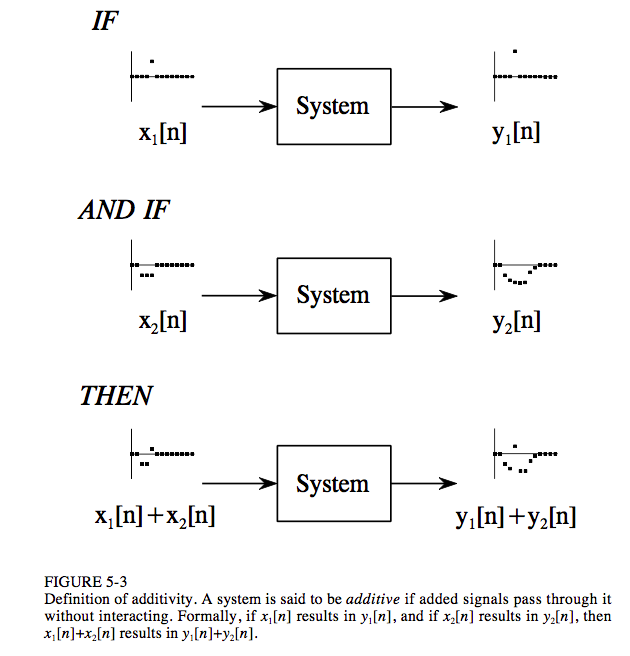 IF
System
x₁[n]
y₁[n]
AND IF
System
x₂[n]
y₂[n]
THEN
System
x₁[n]+x₂[n]
y₁[n]+y₂[n]
FIGURE 5-3
Definition of additivity. A system is said to be additive if added signals pass through it
without interacting. Formally, if x₁[n] results in y₁[n], and if x₂[n] results in y₂[n], then
x₁[n]+x₂[n] results in y₁[n]+y₂[n].